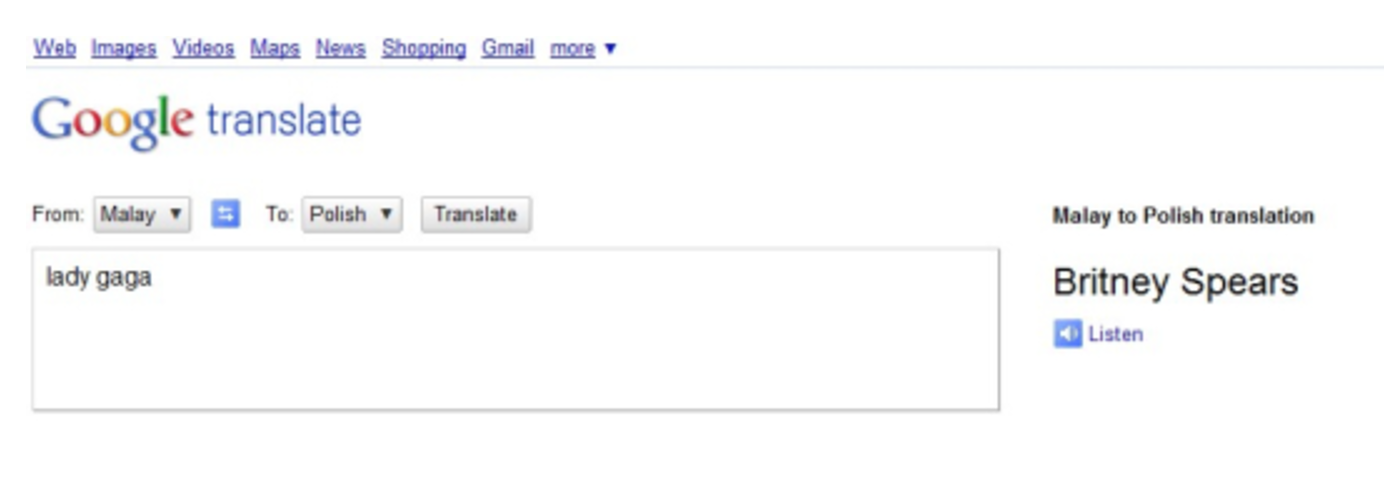 Web Images Videos Maps News Shopping Gmail more ▼
Google translate
From: Malay ▼ To: Polish ▼ Translate
lady gaga
Malay to Polish translation
Britney Spears
Listen